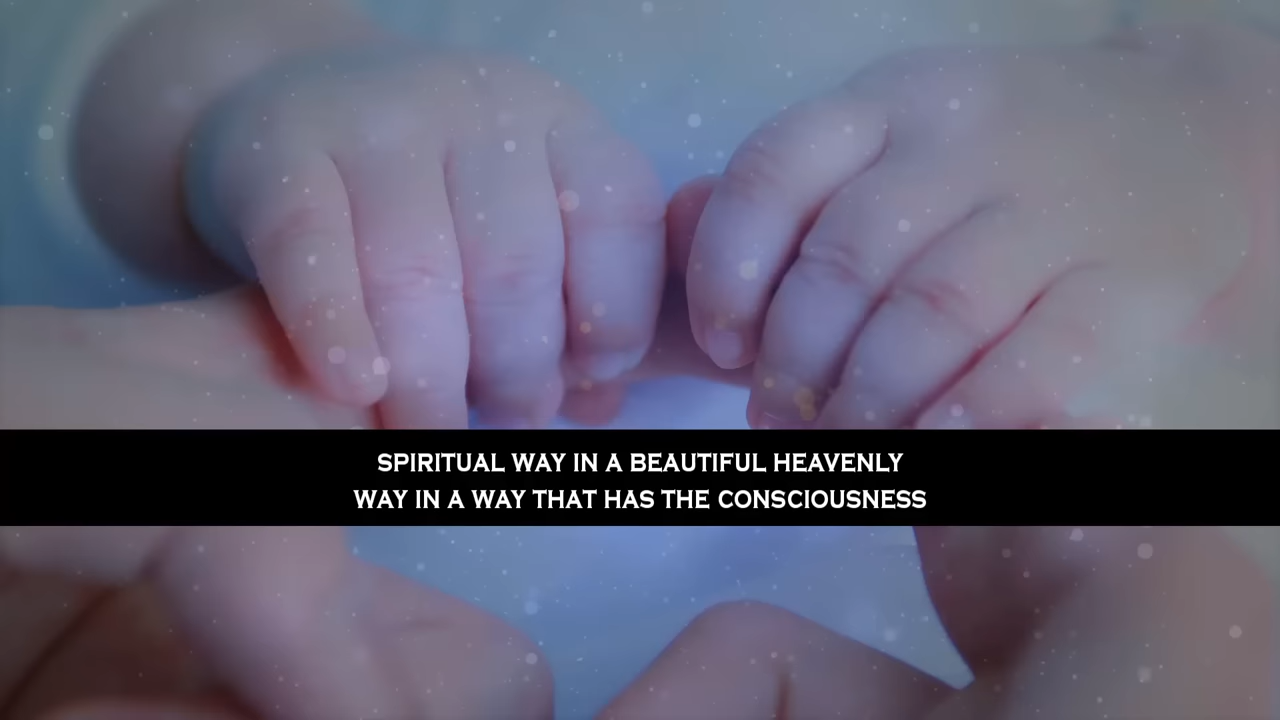 SPIRITUAL WAY IN A BEAUTIFUL HEAVENLY
WAY IN A WAY THAT HAS THE CONSCIOUSNESS